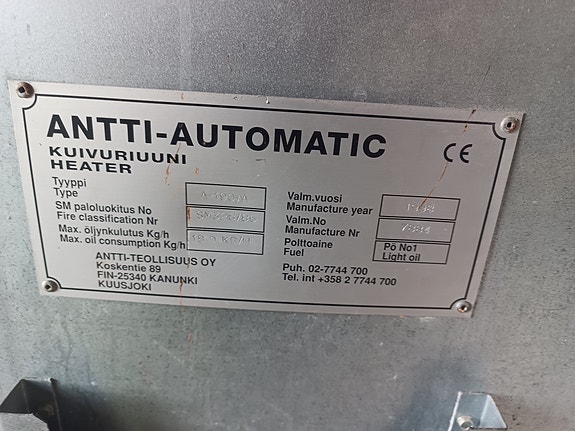 ANTTI-AUTOMATIC
CE
KUIVURIUUNI
HEATER
Tyyppi
Type
SM paloluokitus No
Fire classification Nr
Max. öljynkulutus Kg/h
Max. oil consumption Kg/h
ANTTI-TEOLLISUUS OY
Koskentie 89
FIN-25340 KANUNKI
KUUSJOKI
Valm.vuosi
Manufacture year
Valm.No
Manufacture Nr
Polttoaine
Fuel
Pö No1
Light oil
Puh. 02-7744 700
Tel. int +358 2 7744 700